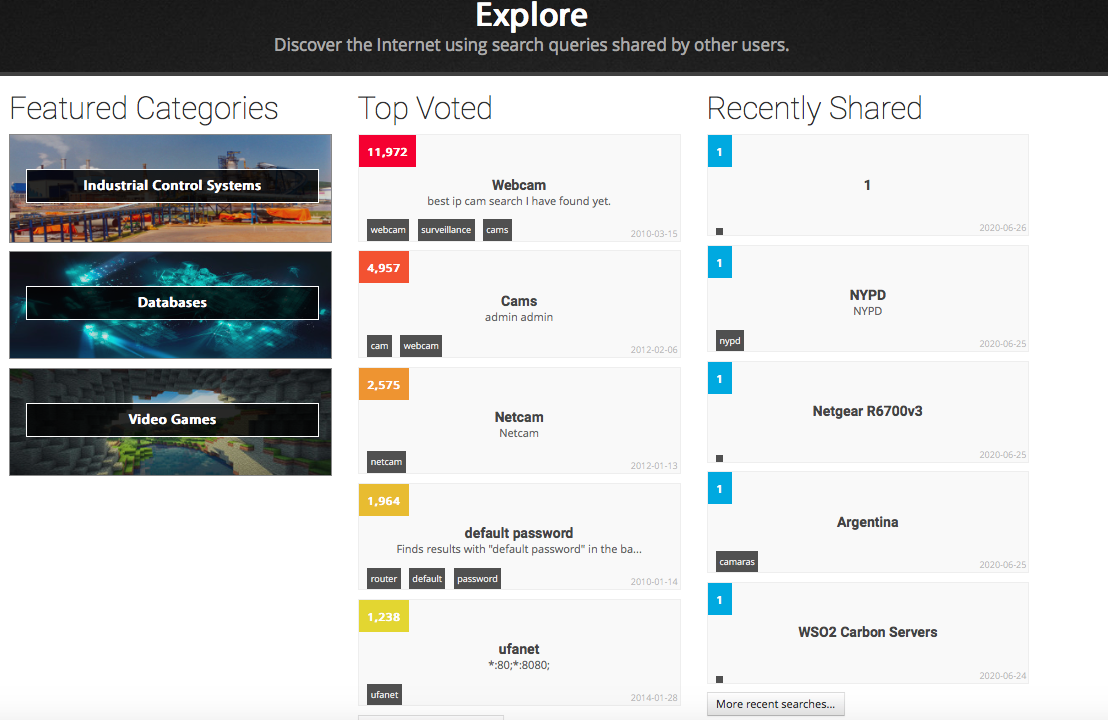 Explore
Discover the Internet using search queries shared by other users.
Featured Categories
Industrial Control Systems
Databases
Video Games
Top Voted
11,972
Webcam
best ip cam search I have found yet.
webcam surveillance cams
2010-03-15
4,957
Cams
admin admin
cam webcam
2012-02-06
2,575
Netcam
Netcam
netcam
2012-01-13
1,964
default password
Finds results with "default password" in the ba...
router default password
2010-01-14
1,238
ufanet
*:80;*:8080;
ufanet
2014-01-28
Recently Shared
1
1
2020-06-26
1
NYPD
NYPD
nypd
2020-06-25
1
Netgear R6700v3
2020-06-25
1
Argentina
camaras
2020-06-25
1
WSO2 Carbon Servers
2020-06-24
More recent searches...